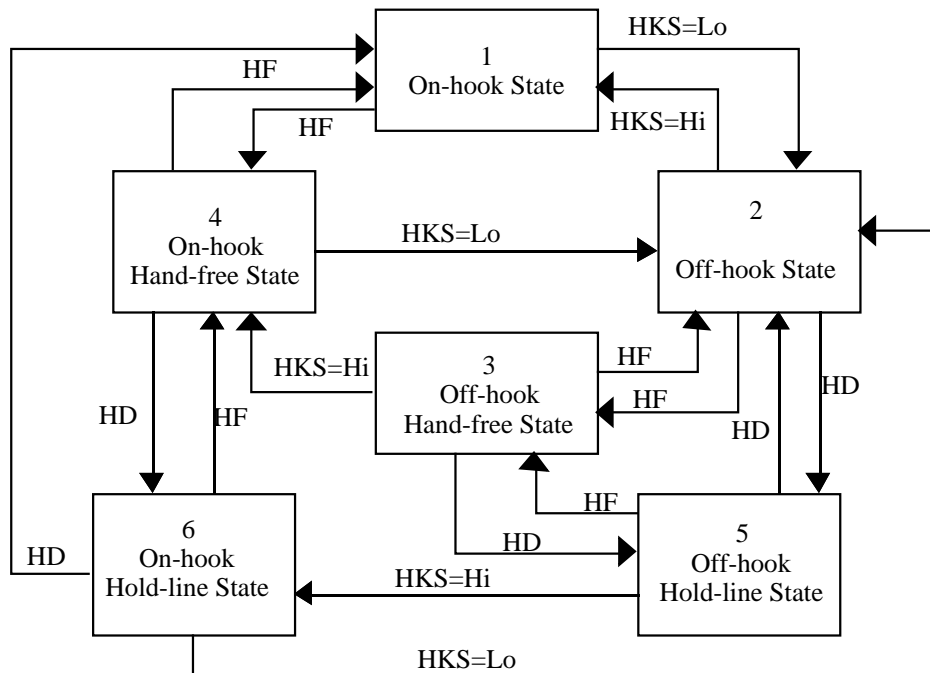 1
On-hook State
HKS=Lo
HF
HF
HKS=Hi
4
On-hook
Hand-free State
HKS=Lo
2
Off-hook State
HKS=Hi
3
Off-hook
Hand-free State
HF
HF
HD
HD
HF
HD
HF
HD
6
On-hook
Hold-line State
HD
HKS=Hi
5
Off-hook
Hold-line State
HKS=Lo